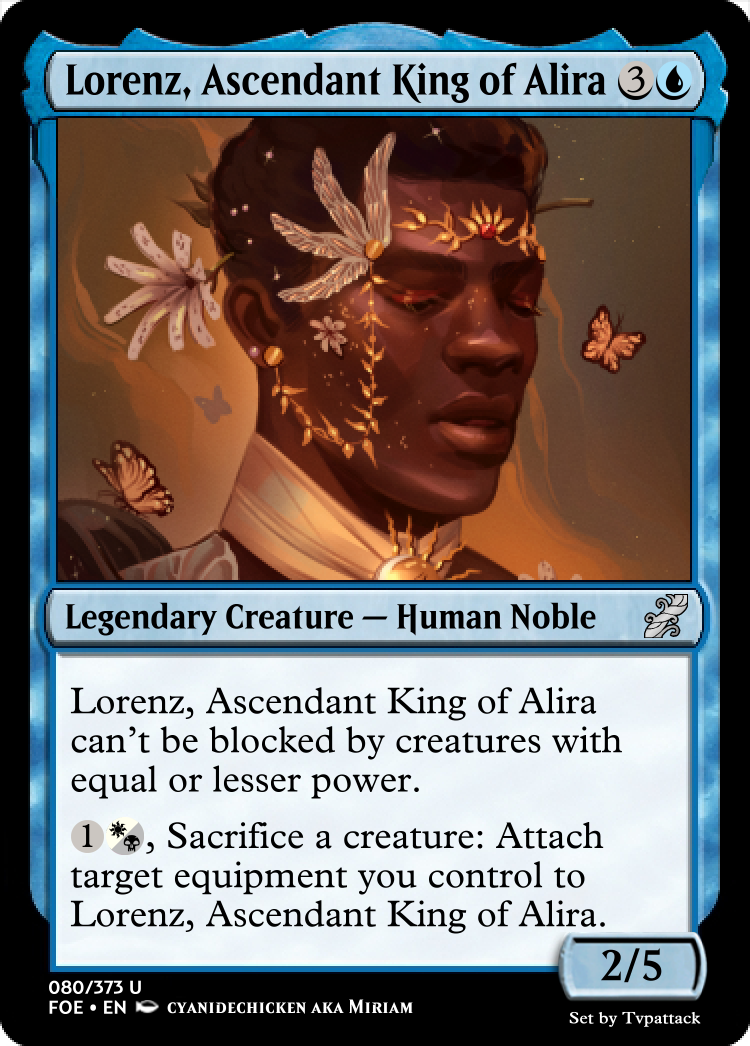 Lorenz, Ascendant King of Alira 3
Legendary Creature — Human Noble
Lorenz, Ascendant King of Alira
can't be blocked by creatures with
equal or lesser power.
1, Sacrifice a creature: Attach
target equipment you control to
Lorenz, Ascendant King of Alira.
2/5
080/373 U
FOE • EN CYANIDECHICKEN AKA MIRIAM
Set by Tvpattack